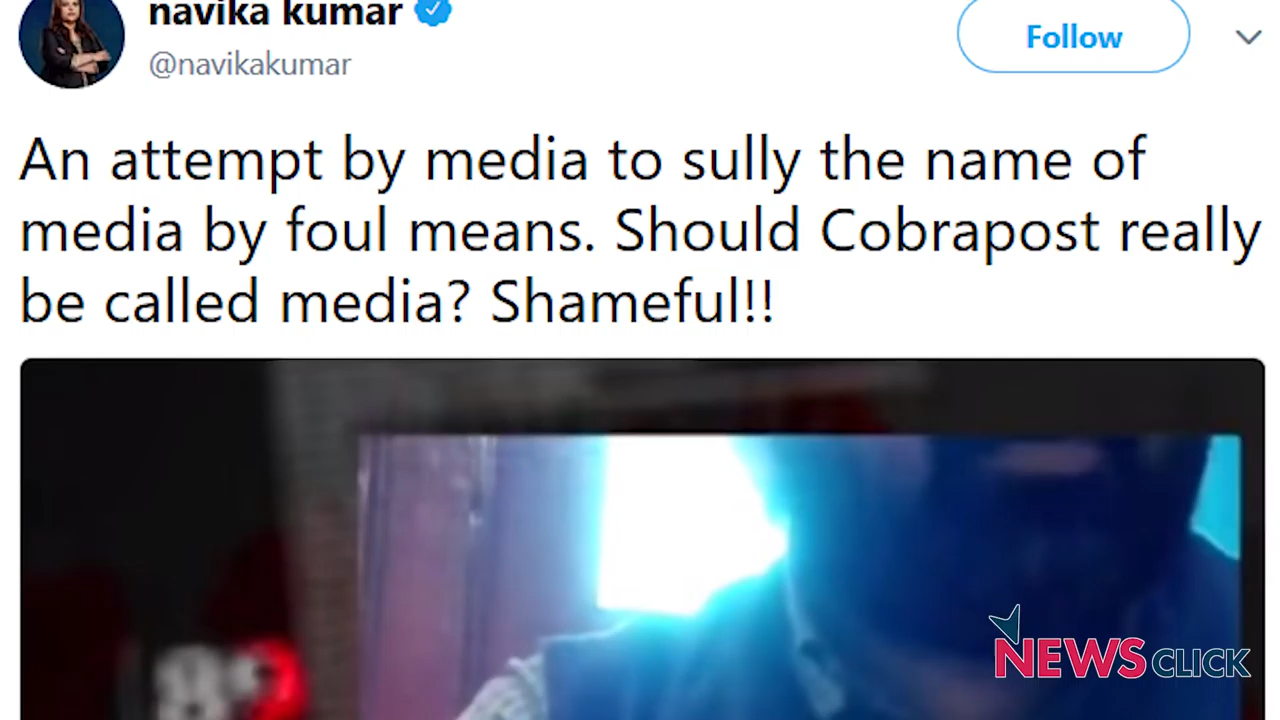 navika kumar
@navikakumar
Follow
An attempt by media to sully the name of
media by foul means. Should Cobrapost really
be called media? Shameful!!
NEWSCLICK